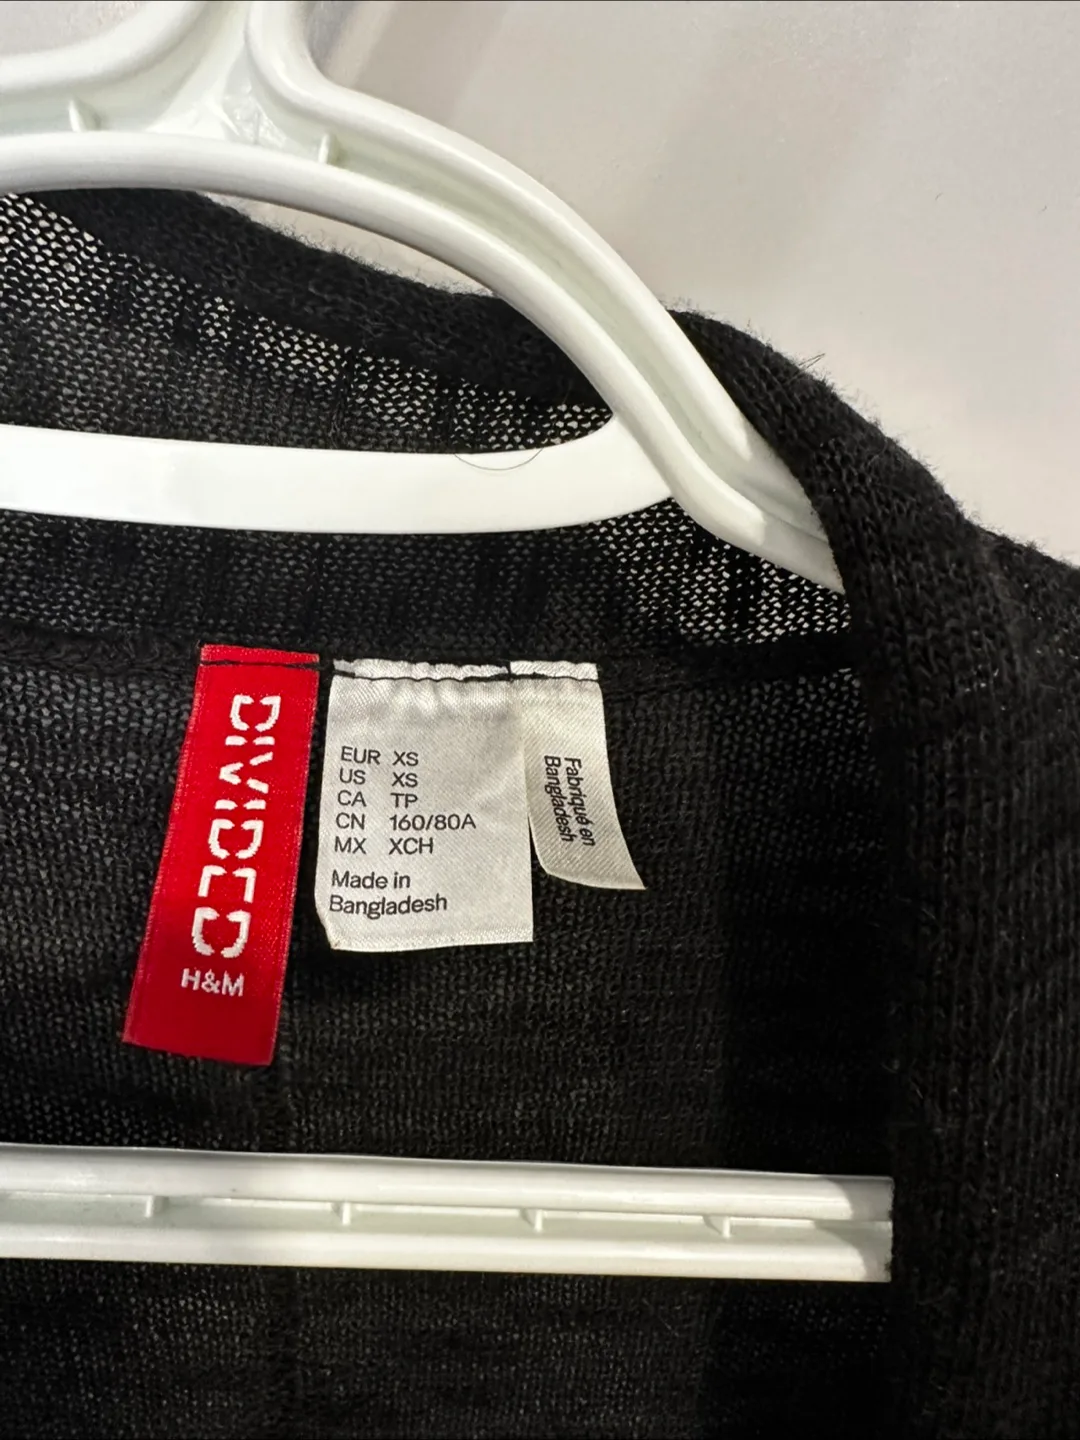 DIVIDED
H&M
EUR XS
US XS
CA TP
CN 160/80A
MX XCH
Made in
Bangladesh
Fabriqué en
Bangladesh